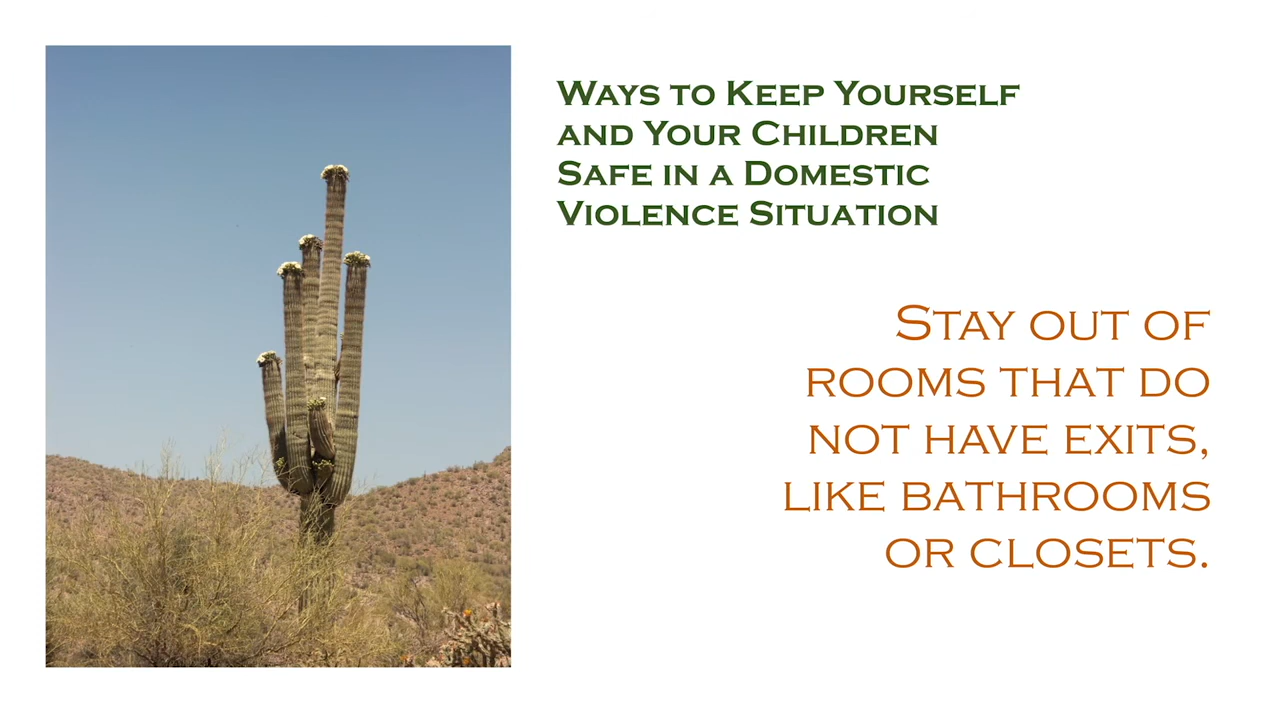 Ways to Keep Yourself
and Your Children
Safe in a Domestic
Violence Situation
Stay out of
rooms that do
not have exits,
like bathrooms
or closets.